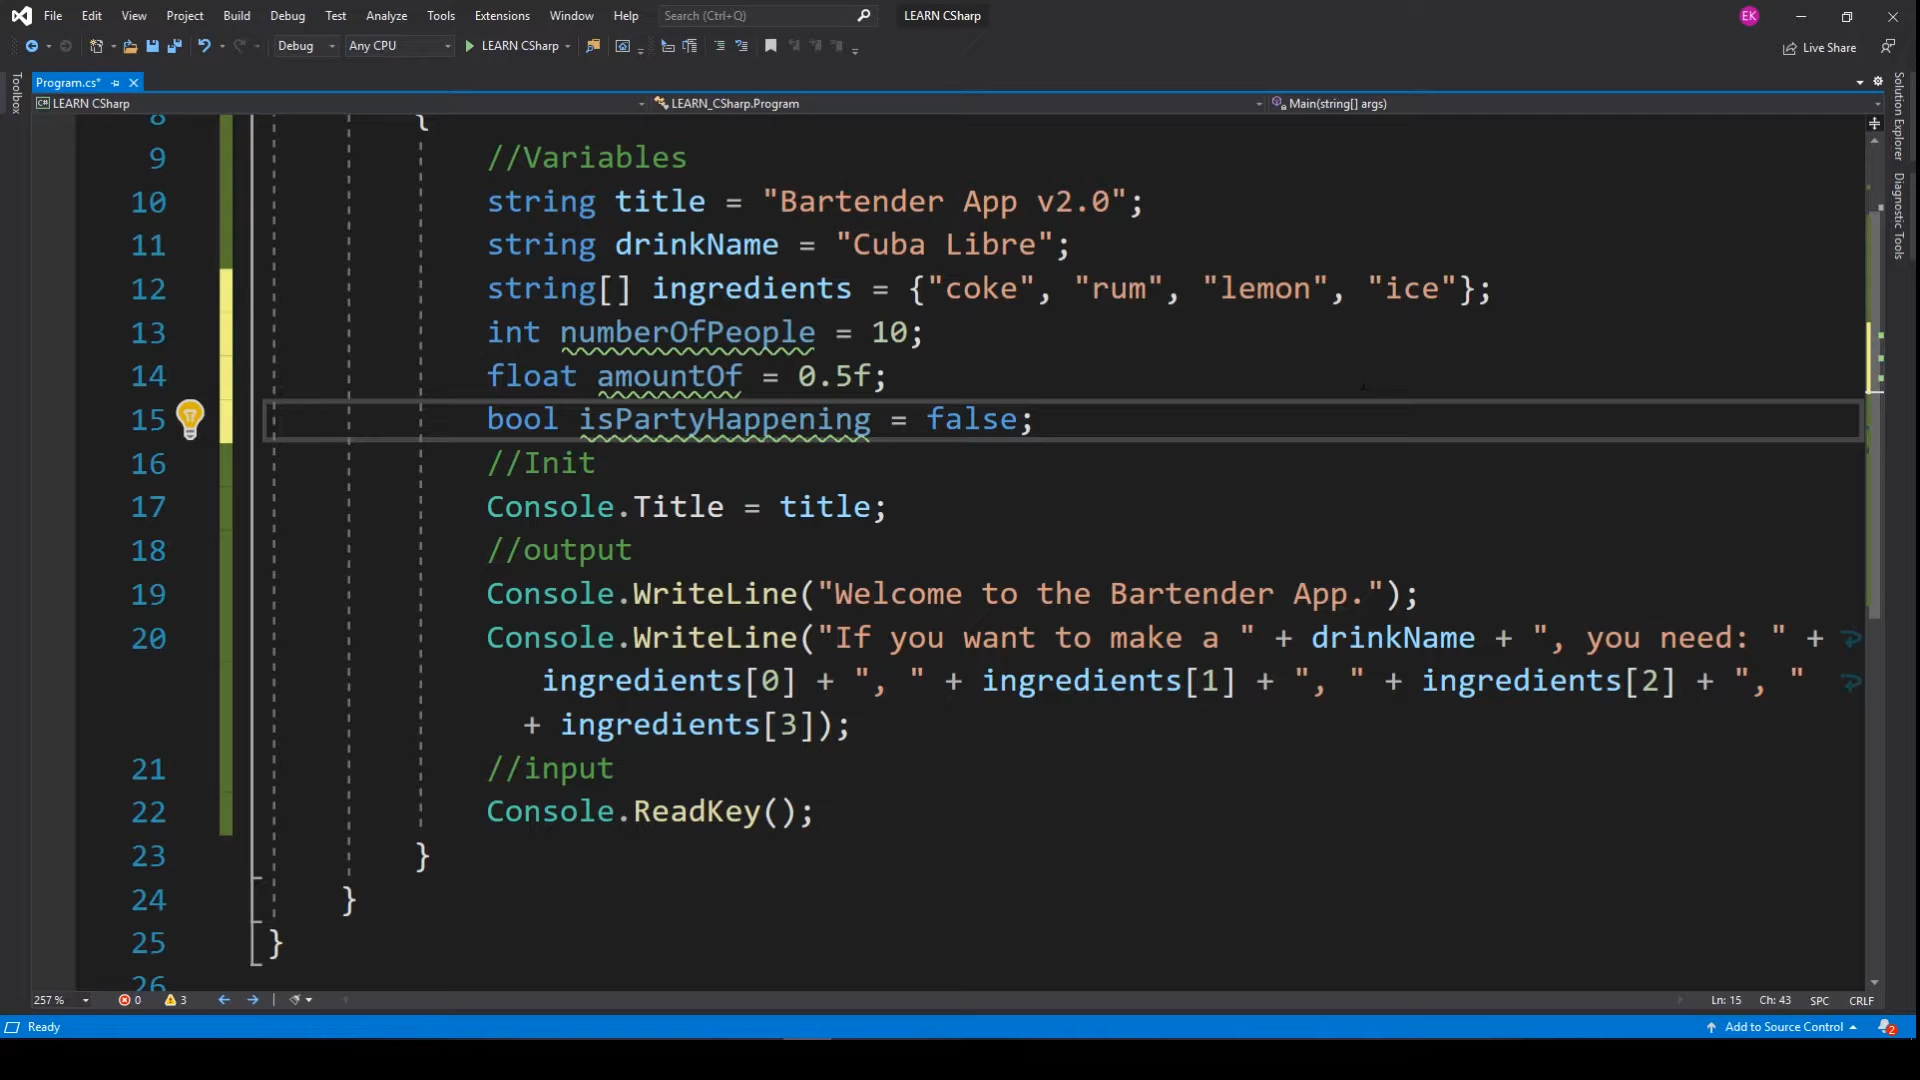 File Edit View Project Build Debug Test Analyze Tools Extensions Window Help Search (Ctrl+Q) LEARN CSharp EK
Debug Any CPU LEARN CSharp Live Share
Toolbox
Program.cs*
LEARN CSharp LEARN_CSharp.Program Main(string[] args)
Solution Explorer
Diagnostic Tools
8 {
9 //Variables
10 string title = "Bartender App v2.0";
11 string drinkName = "Cuba Libre";
12 string[] ingredients = {"coke", "rum", "lemon", "ice"};
13 int numberOfPeople = 10;
14 float amountOf = 0.5f;
15 bool isPartyHappening = false;
16 //Init
17 Console.Title = title;
18 //output
19 Console.WriteLine("Welcome to the Bartender App.");
20 Console.WriteLine("If you want to make a " + drinkName + ", you need: " +
ingredients[0] + ", " + ingredients[1] + ", " + ingredients[2] + ", "
+ ingredients[3]);
21 //input
22 Console.ReadKey();
23 }
24 }
25 }
26
257 % 0 3 Ln: 15 Ch: 43 SPC CRLF
Ready Add to Source Control 2